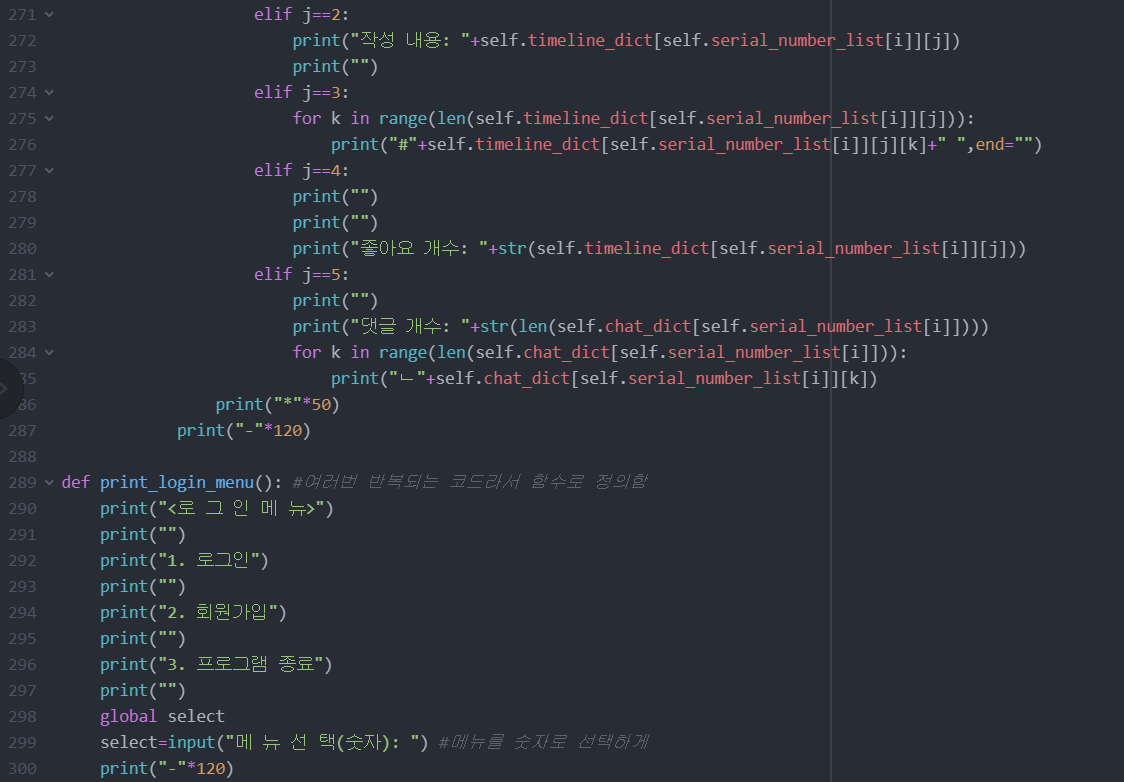 271 elif j==2:
272 print("작성 내용: "+self.timeline_dict[self.serial_number_list[i]][j])
273 print("")
274 elif j==3:
275 for k in range(len(self.timeline_dict[self.serial_number_list[i]][j])):
276 print("#"+self.timeline_dict[self.serial_number_list[i]][j][k]+" ",end="")
277 elif j==4:
278 print("")
279 print("")
280 print("좋아요 개수: "+str(self.timeline_dict[self.serial_number_list[i]][j]))
281 elif j==5:
282 print("")
283 print("댓글 개수: "+str(len(self.chat_dict[self.serial_number_list[i]])))
284 for k in range(len(self.chat_dict[self.serial_number_list[i]])):
85 print("ㄴ"+self.chat_dict[self.serial_number_list[i]][k])
86 print("*"*50)
287 print("-"*120)
288
289 def print_login_menu(): #여러번 반복되는 코드라서 함수로 정의함
290 print("<로 그 인 메 뉴>")
291 print("")
292 print("1. 로그인")
293 print("")
294 print("2. 회원가입")
295 print("")
296 print("3. 프로그램 종료")
297 print("")
298 global select
299 select=input("메 뉴 선 택(숫자): ") #메뉴를 숫자로 선택하게
300 print("-"*120)